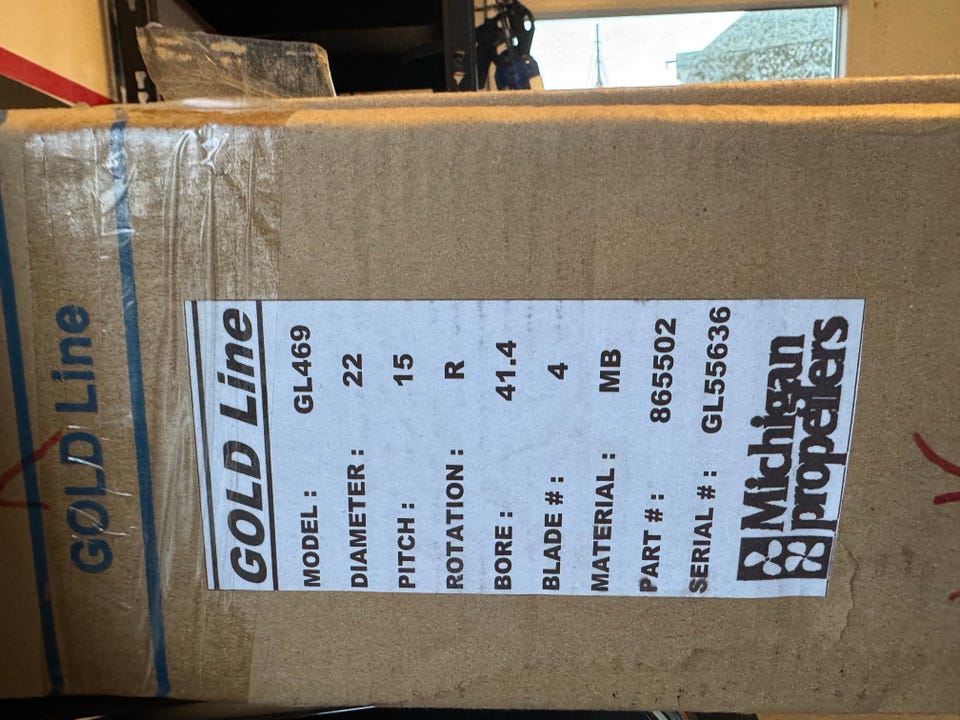 GOLD Line
GOLD Line
MODEL : GL469
DIAMETER : 22
PITCH : 15
ROTATION : R
BORE : 41.4
BLADE # : 4
MATERIAL : MB
PART # : 865502
SERIAL # : GL55636
Michigan
propellers